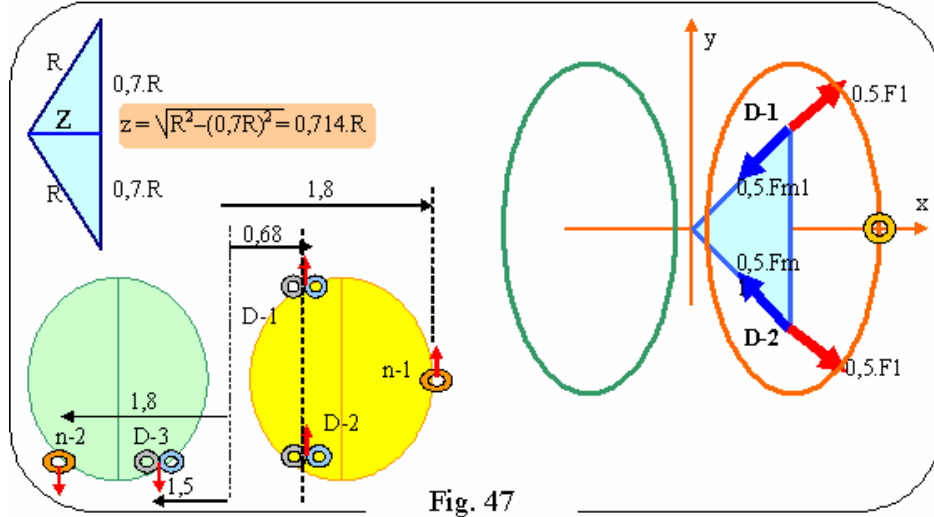 R
0,7.R
Z
z = √R²−(0,7R)² = 0,714.R
R
0,7.R
1,8
0,68
D-1
n-1
D-2
1,8
n-2
D-3
1,5
y
0.5.F1
D-1
0,5.Fm1
x
0,5.Fm
D-2
0,5.F1
Fig. 47